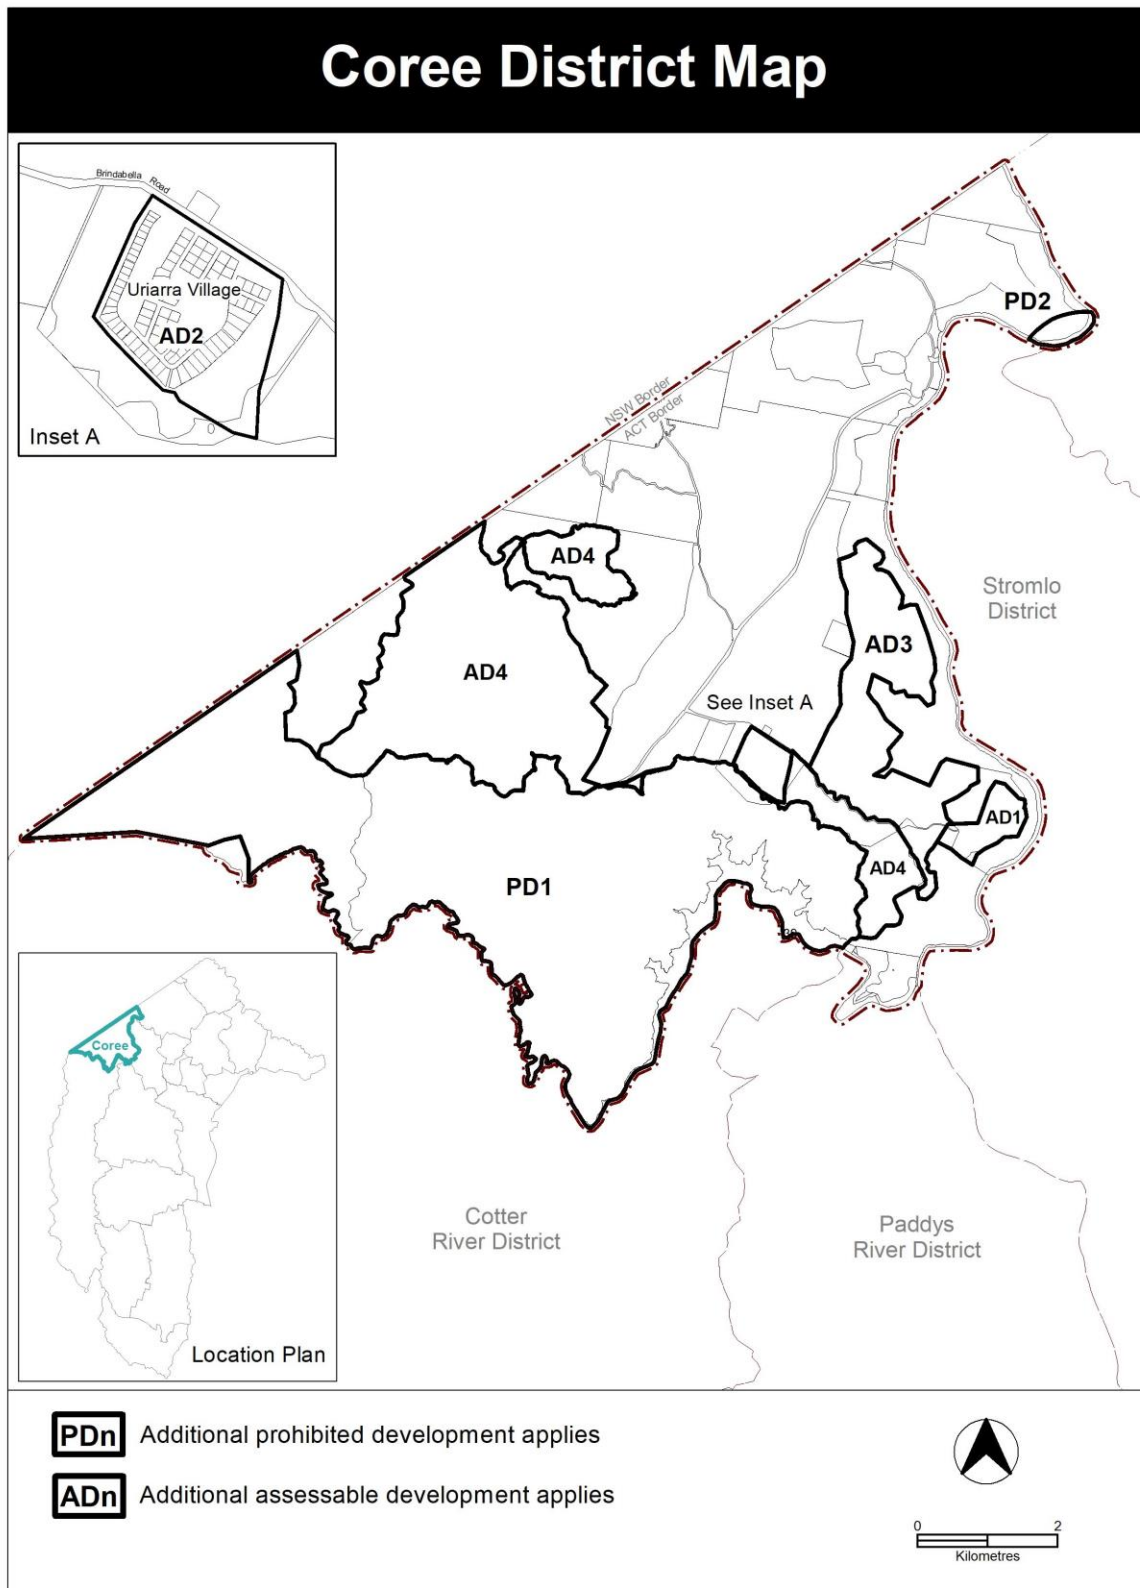 Coree District Map
Brindabella Road
Uriarra Village
AD2
Inset A
PD2
NSW Border
ACT Border
AD4
Stromlo
District
AD3
AD4
See Inset A
AD1
AD4
PD1
Coree
Location Plan
Cotter
River District
Paddys
River District
PDn Additional prohibited development applies
ADn Additional assessable development applies
0 2
Kilometres